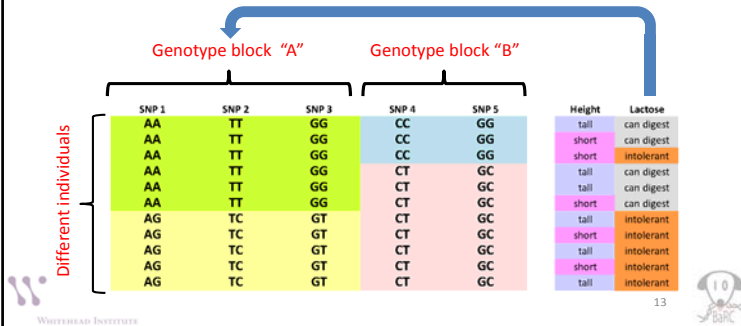 Genotype block “A” Genotype block “B”
SNP 1 SNP 2 SNP 3 SNP 4 SNP 5 Height Lactose
AA TT GG CC GG tall can digest
AA TT GG CC GG short can digest
AA TT GG CC GG short intolerant
AA TT GG CT GC tall can digest
AA TT GG CT GC tall can digest
AA TT GG CT GC short can digest
AG TC GT CT GC tall intolerant
AG TC GT CT GC short intolerant
AG TC GT CT GC tall intolerant
AG TC GT CT GC short intolerant
AG TC GT CT GC tall intolerant
Different individuals
WHITEHEAD INSTITUTE
13
1 0
BaRC